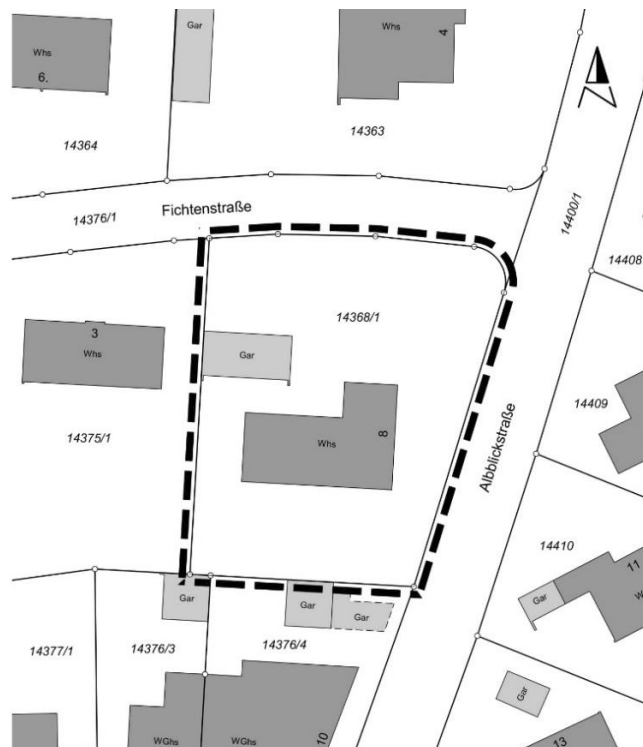 Gar
Whs
4
Whs
6.
14363
14364
Fichtenstraße
14376/1
14400/1
14408
14368/1
3
Whs
Gar
14409
14375/1
8
Whs
Albblickstraße
14410
11
Gar
Gar
Gar
Gar
14377/1
14376/3
14376/4
Gar
10
WGhs
WGhs
13